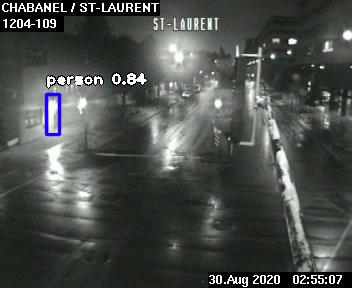 CHABANEL / ST-LAURENT
1204-109
ST-LAURENT
person 0.84
30.Aug 2020 02:55:07